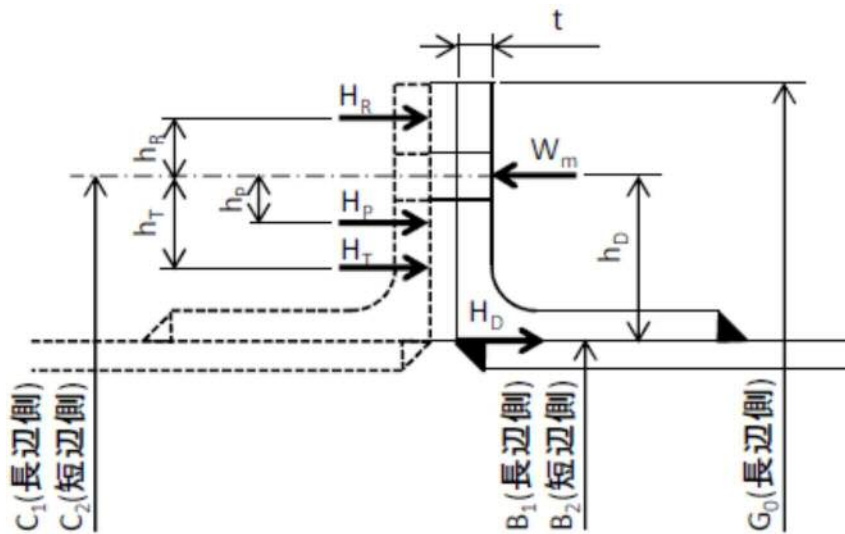 t
H_R
h_R
W_m
h_P
H_P
h_T
H_T
h_D
H_D
C_1(長辺側)
C_2(短辺側)
B_1(長辺側)
B_2(短辺側)
G_0(長辺側)